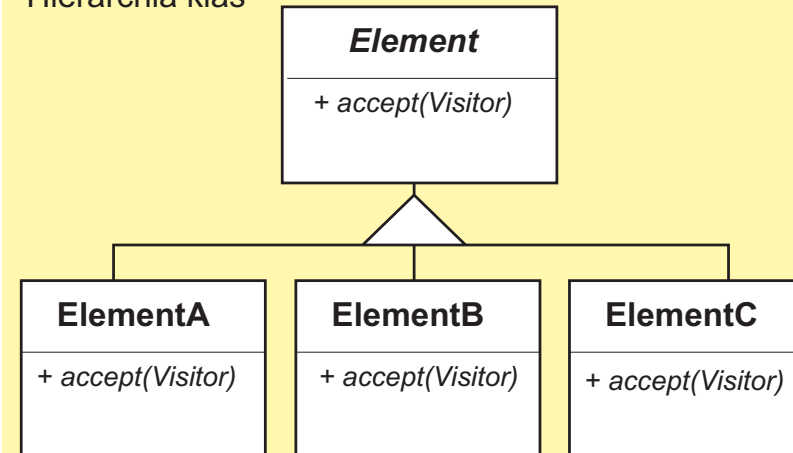 Hierarchia klas
Element
+ accept(Visitor)
ElementA
ElementB
ElementC
+ accept(Visitor)
+ accept(Visitor)
+ accept(Visitor)